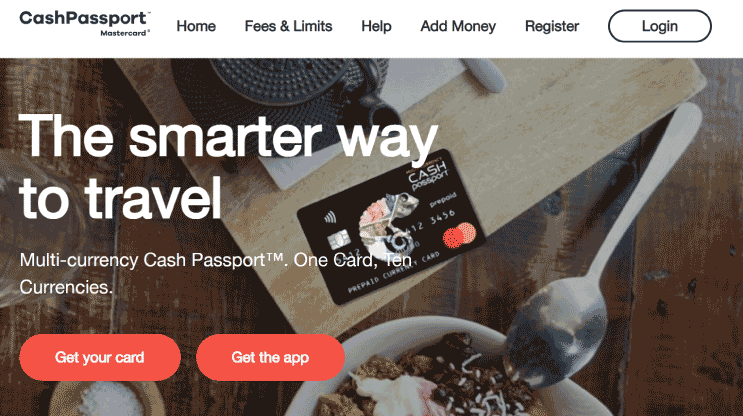 CashPassport™
Mastercard®
Home
Fees & Limits
Help
Add Money
Register
Login
The smarter way
to travel
CASH
passport
prepaid
412 3456
PREPAID CURRENCY CARD
Multi-currency Cash Passport™. One Card, Ten
Currencies.
Get your card
Get the app